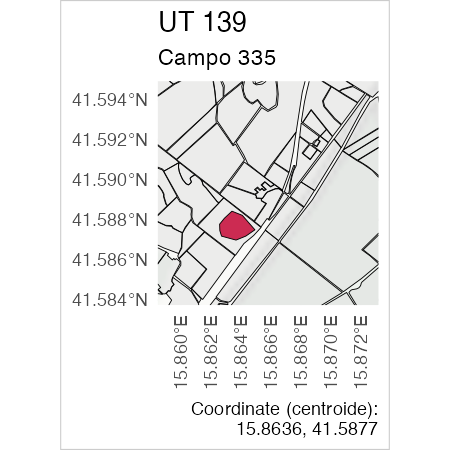 UT 139
Campo 335
41.594°N
41.592°N
41.590°N
41.588°N
41.586°N
41.584°N
15.860°E
15.862°E
15.864°E
15.866°E
15.868°E
15.870°E
15.872°E
Coordinate (centroide):
15.8636, 41.5877